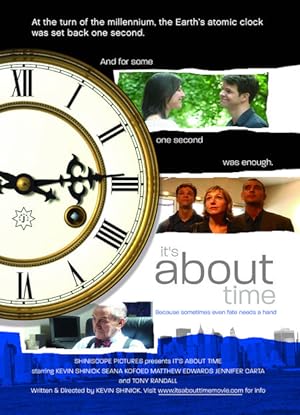 At the turn of the millennium, the Earth's atomic clock
was set back one second.
And for some
one second
was enough.
it's
about
time
Because sometimes even fate needs a hand
SHINISCOPE PICTURES presents IT'S ABOUT TIME
starring KEVIN SHINICK SEANA KOFOED MATTHEW EDWARDS JENNIFER DARTA
and TONY RANDALL
Written & Directed by KEVIN SHINICK. Visit www.itsabouttimemovie.com for info